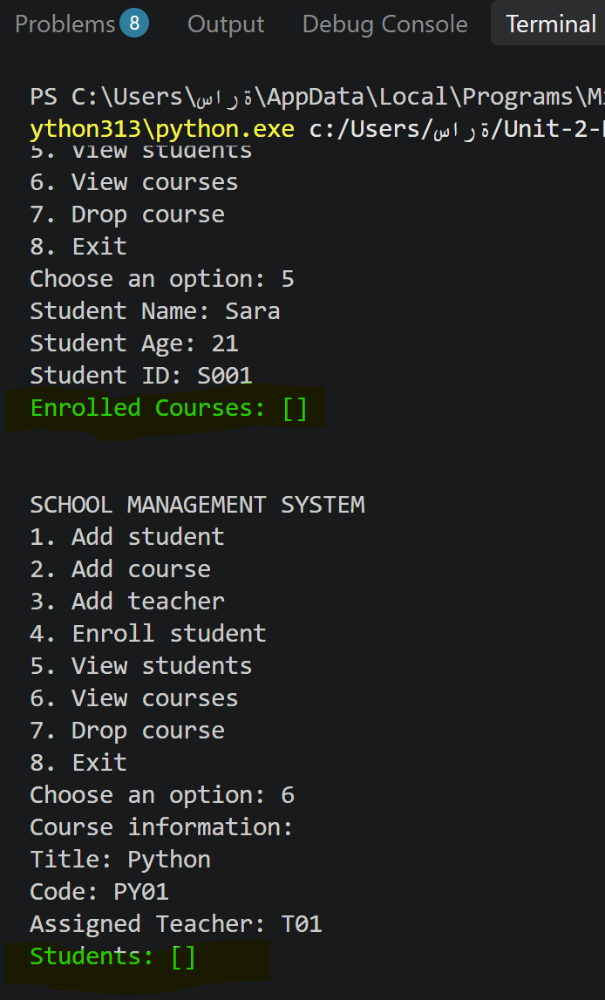 Problems 8 Output Debug Console Terminal
PS C:\Users\سارة\AppData\Local\Programs\Mi
ython313\python.exe c:/Users/سارة/Unit-2-
5. View students
6. View courses
7. Drop course
8. Exit
Choose an option: 5
Student Name: Sara
Student Age: 21
Student ID: S001
Enrolled Courses: []
SCHOOL MANAGEMENT SYSTEM
1. Add student
2. Add course
3. Add teacher
4. Enroll student
5. View students
6. View courses
7. Drop course
8. Exit
Choose an option: 6
Course information:
Title: Python
Code: PY01
Assigned Teacher: T01
Students: []